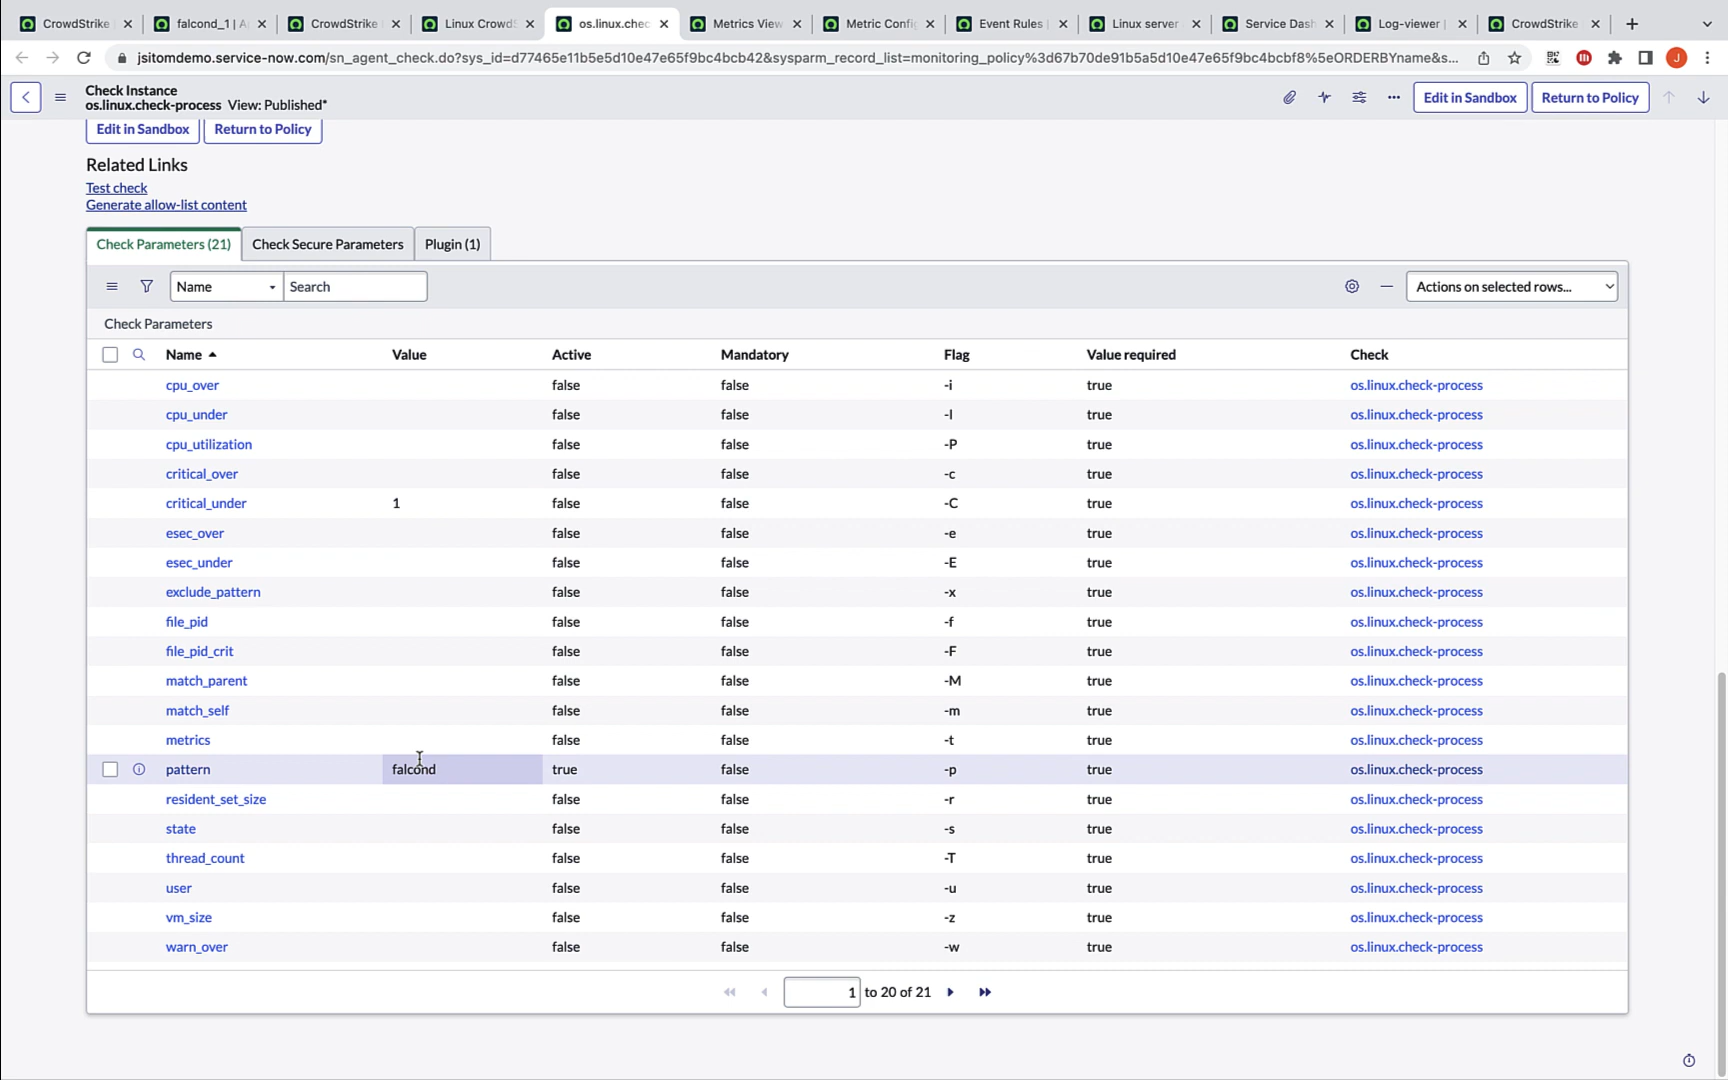 CrowdStrike
falcond_1 | A
CrowdStrike
Linux CrowdS
os.linux.chec
Metrics View
Metric Confi
Event Rules |
Linux server
Service Dash
Log-viewer |
CrowdStrike
jsitomdemo.service-now.com/sn_agent_check.do?sys_id=d77465e11b5e5d10e47e65f9bc4bcb42&sysparm_record_list=monitoring_policy%3d67b70de91b5a5d10e47e65f9bc4bcbf8%5eORDERBYname&s...
J
Check Instance
os.linux.check-process View: Published*
Edit in Sandbox
Return to Policy
Edit in Sandbox
Return to Policy
Related Links
Test check
Generate allow-list content
Check Parameters (21)
Check Secure Parameters
Plugin (1)
Name
Search
Actions on selected rows...
Check Parameters
Name Value Active Mandatory Flag Value required Check
cpu_over false false -i true os.linux.check-process
cpu_under false false -I true os.linux.check-process
cpu_utilization false false -P true os.linux.check-process
critical_over false false -c true os.linux.check-process
critical_under 1 false false -C true os.linux.check-process
esec_over false false -e true os.linux.check-process
esec_under false false -E true os.linux.check-process
exclude_pattern false false -x true os.linux.check-process
file_pid false false -f true os.linux.check-process
file_pid_crit false false -F true os.linux.check-process
match_parent false false -M true os.linux.check-process
match_self false false -m true os.linux.check-process
metrics false false -t true os.linux.check-process
pattern falcond true false -p true os.linux.check-process
resident_set_size false false -r true os.linux.check-process
state false false -s true os.linux.check-process
thread_count false false -T true os.linux.check-process
user false false -u true os.linux.check-process
vm_size false false -z true os.linux.check-process
warn_over false false -w true os.linux.check-process
1 to 20 of 21